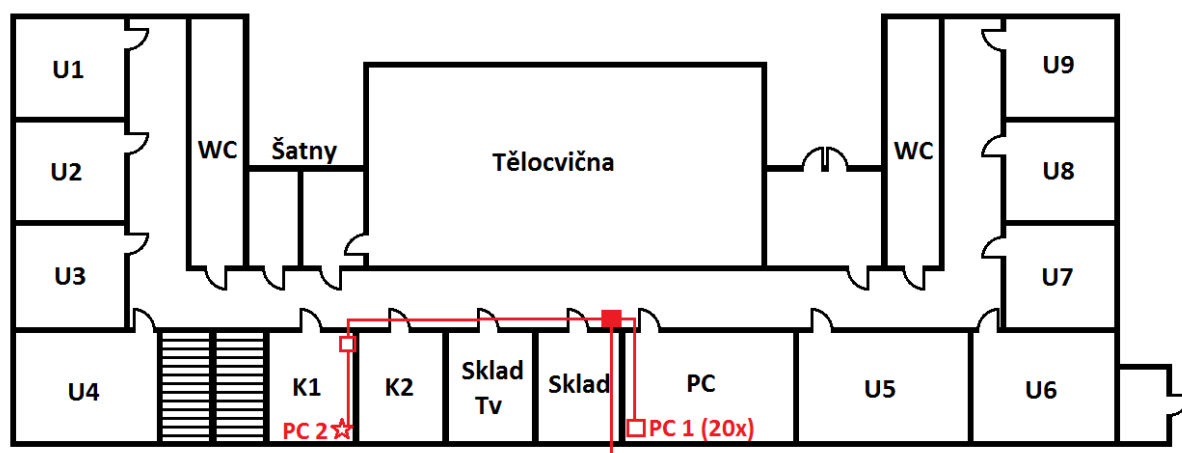 U1
U9
WC
Šatny
Tělocvična
WC
U2
U8
U3
U7
U4
K1
K2
Sklad
Tv
Sklad
PC
U5
U6
PC 2
PC 1 (20x)